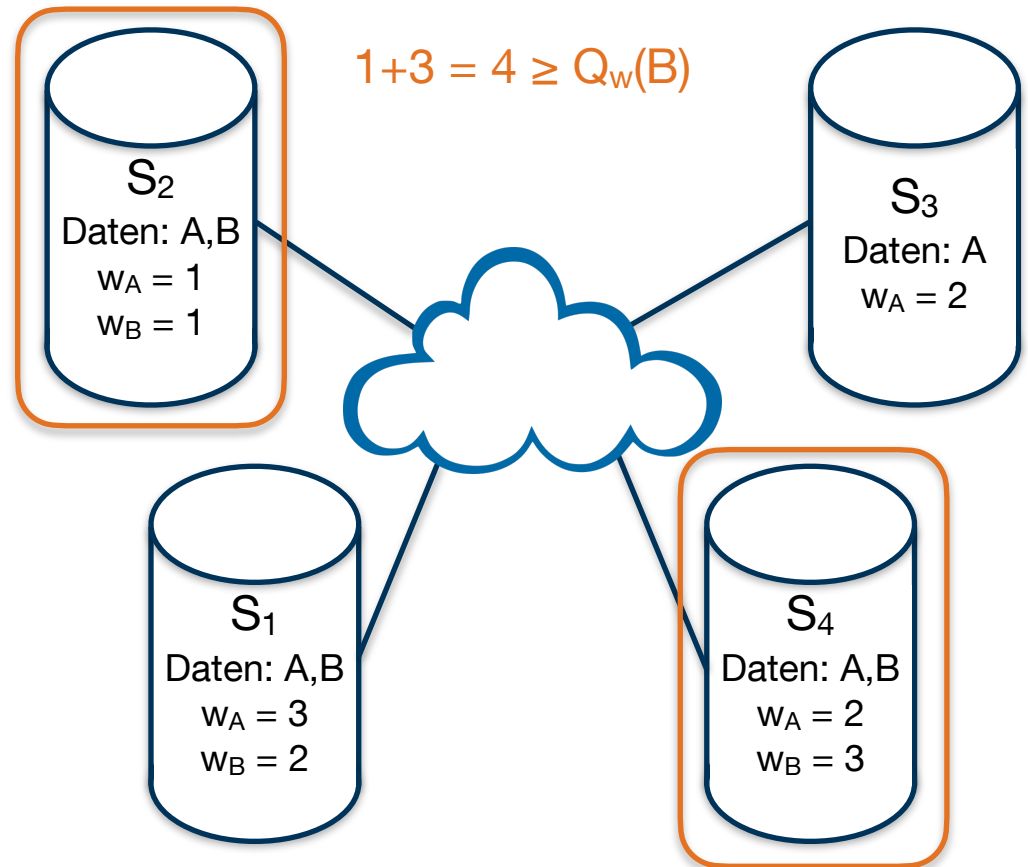 1+3 = 4 ≥ Qw(B)
S2
Daten: A,B
wA = 1
wB = 1
S3
Daten: A
wA = 2
S1
Daten: A,B
wA = 3
wB = 2
S4
Daten: A,B
wA = 2
wB = 3